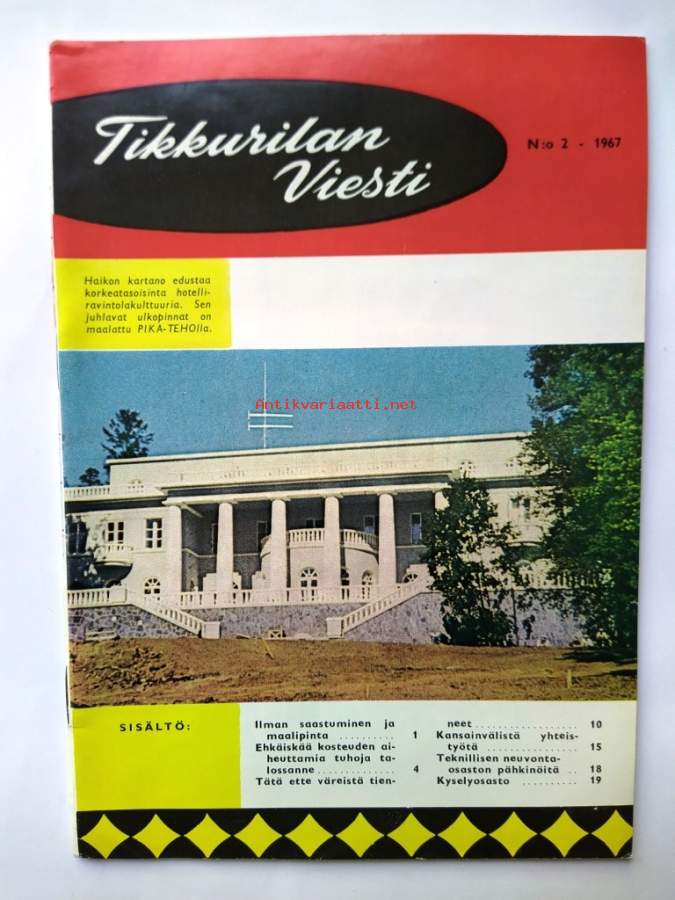 Tikkurilan
Viesti
N:o 2 - 1967
Haikon kartano edustaa
korkeatasoisinta hotelli-
ravintolakulttuuria. Sen
juhlavat ulkopinnat on
maalattu PIKA-TEHOlla.
Antikvariaatti.net
SISÄLTÖ:
Ilman saastuminen ja
maalipinta .......... 1
Ehkäiskää kosteuden ai-
heuttamia tuhoja ta-
lossanne ............. 4
Tätä ette väreistä tien-
neet .................. 10
Kansainvälistä yhteis-
työtä ................ 15
Teknillisen neuvonta-
osaston pähkinöitä .. 18
Kyselyosasto .......... 19